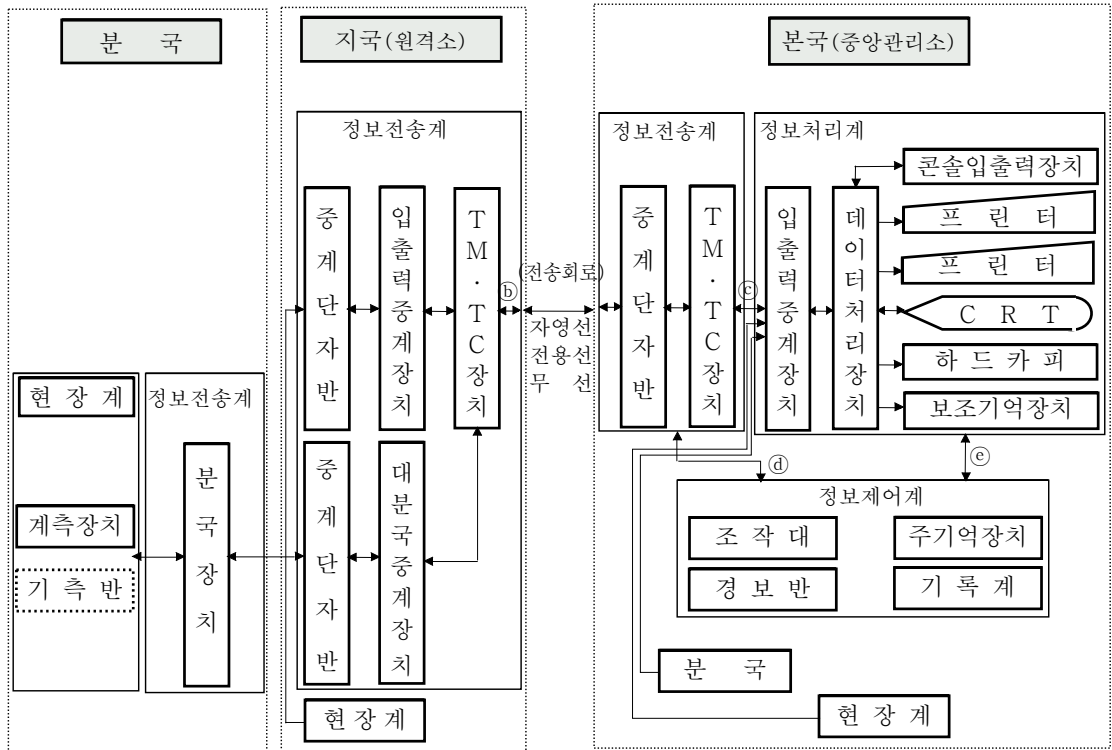 분 국
지국(원격소)
본국(중앙관리소)
현 장 계
계측장치
기 측 반
정보전송계
분국장치
정보전송계
중계단자반
입출력중계장치
TM·TC장치
ⓑ
중계단자반
대분국중계장치
현 장 계
(전송회로)
자영선
전용선
무 선
정보전송계
중계단자반
TM·TC장치
ⓒ
정보처리계
입출력중계장치
데이터처리장치
콘솔입출력장치
프 린 터
프 린 터
C R T
하 드 카 피
보조기억장치
ⓓ
ⓔ
정보제어계
조 작 대
주기억장치
경 보 반
기 록 계
분 국
현 장 계